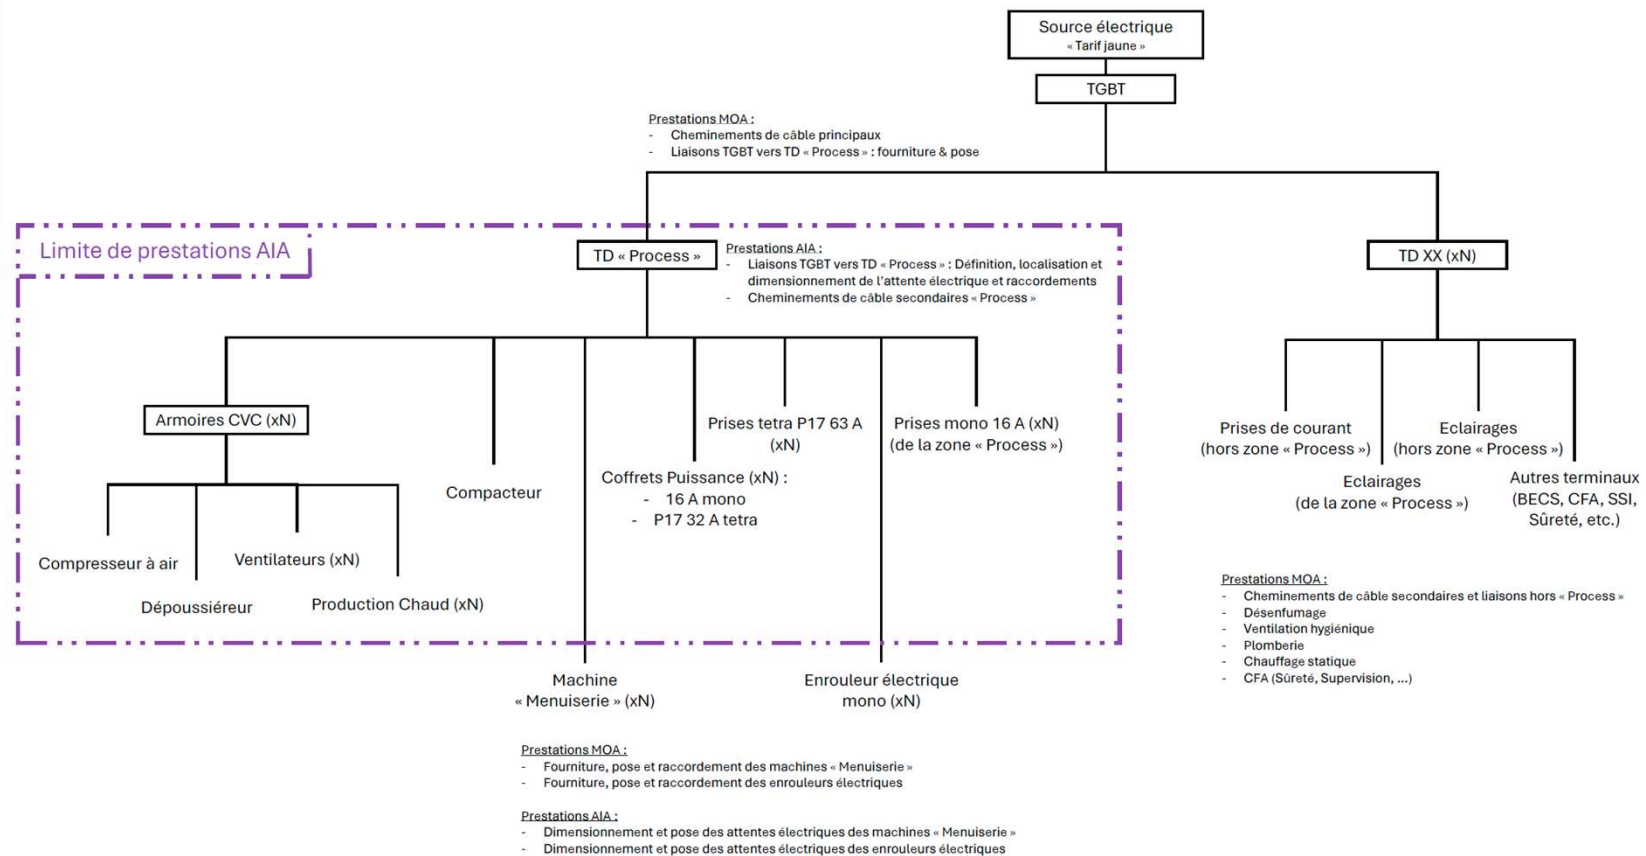 Source électrique
« Tarif jaune »
TGBT
Prestations MOA :
- Cheminements de câble principaux
- Liaisons TGBT vers TD « Process » : fourniture & pose
Limite de prestations AIA
TD « Process »
Prestations AIA :
- Liaisons TGBT vers TD « Process » : Définition, localisation et
dimensionnement de l'attente électrique et raccordements
- Cheminements de câble secondaires « Process »
TD XX (xN)
Armoires CVC (xN)
Compresseur à air
Dépoussiéreur
Ventilateurs (xN)
Production Chaud (xN)
Compacteur
Coffrets Puissance (xN) :
- 16 A mono
- P17 32 A tetra
Prises tetra P17 63 A
(xN)
Prises mono 16 A (xN)
(de la zone « Process »)
Prises de courant
(hors zone « Process »)
Eclairages
(de la zone « Process »)
Eclairages
(hors zone « Process »)
Autres terminaux
(BECS, CFA, SSI,
Sûreté, etc.)
Prestations MOA :
- Cheminements de câble secondaires et liaisons hors « Process »
- Désenfumage
- Ventilation hygiénique
- Plomberie
- Chauffage statique
- CFA (Sûreté, Supervision, ...)
Machine
« Menuiserie » (xN)
Enrouleur électrique
mono (xN)
Prestations MOA :
- Fourniture, pose et raccordement des machines « Menuiserie »
- Fourniture, pose et raccordement des enrouleurs électriques
Prestations AIA :
- Dimensionnement et pose des attentes électriques des machines « Menuiserie »
- Dimensionnement et pose des attentes électriques des enrouleurs électriques